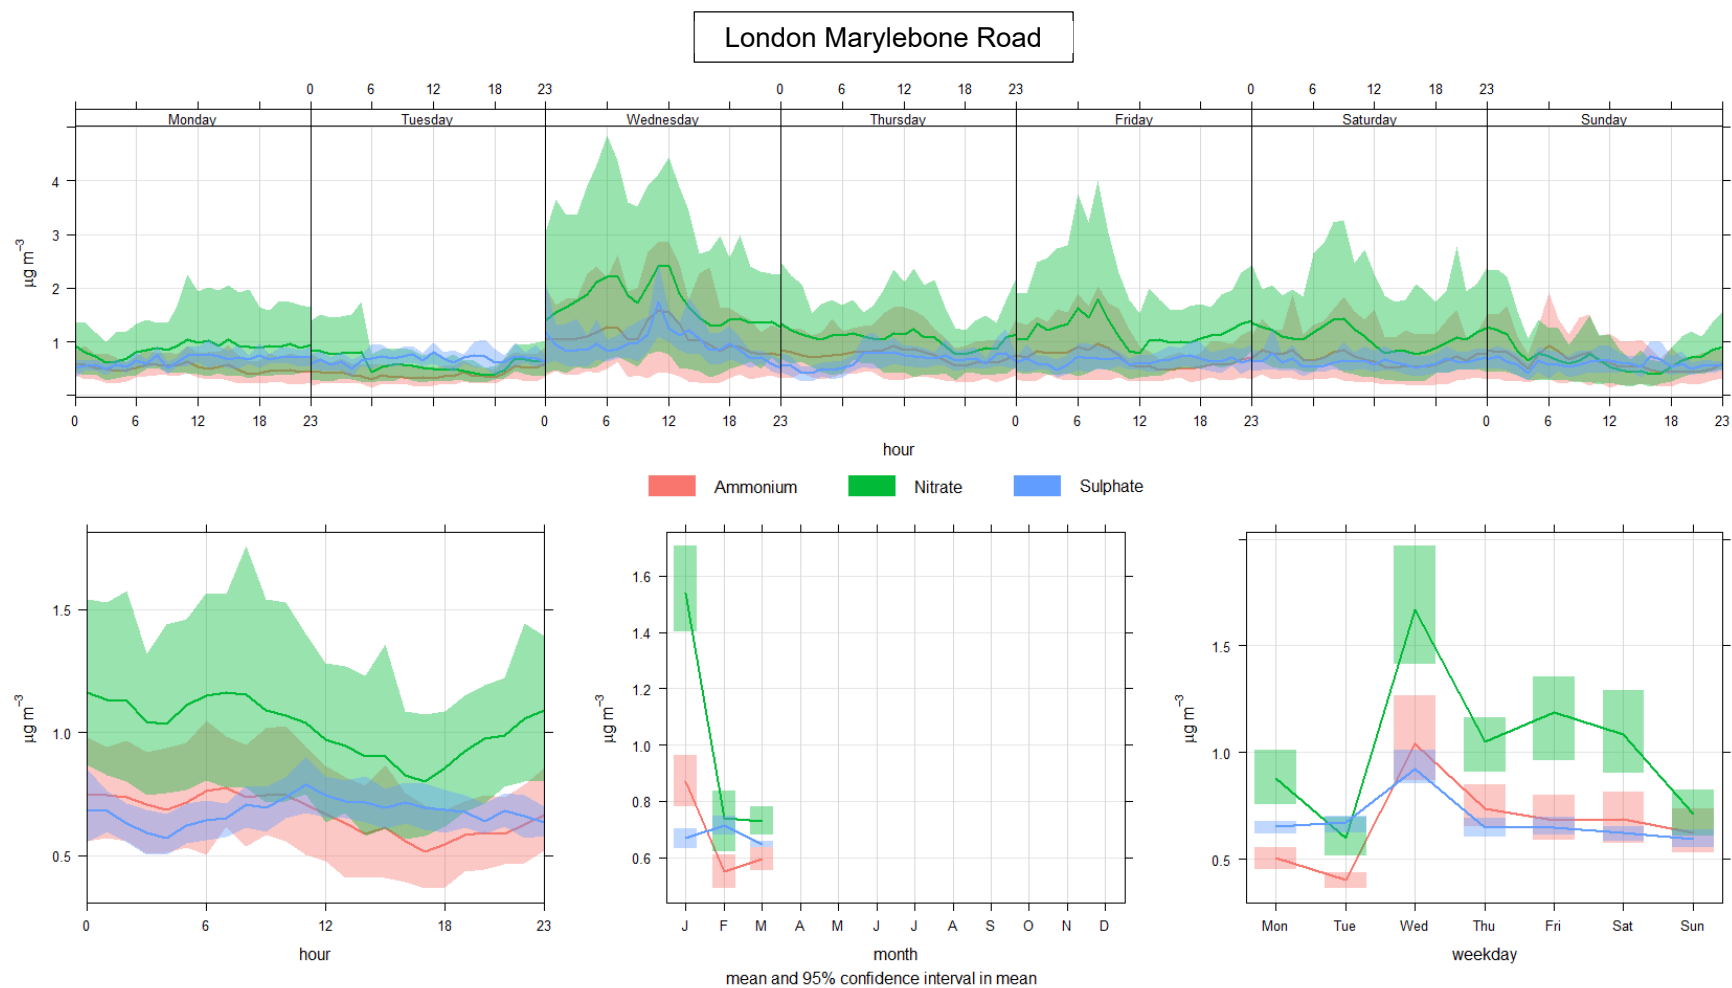 London Marylebone Road
0 6 12 18 23 0 6 12 18 23 0 6 12 18 23
Monday Tuesday Wednesday Thursday Friday Saturday Sunday
4
3
2
1
µg m⁻³
0 6 12 18 23 0 6 12 18 23 0 6 12 18 23 0 6 12 18 23
hour
Ammonium Nitrate Sulphate
1.5
1.0
0.5
µg m⁻³
0 6 12 18 23
hour
1.6
1.4
1.2
1.0
0.8
0.6
µg m⁻³
J F M A M J J A S O N D
month
1.5
1.0
0.5
µg m⁻³
Mon Tue Wed Thu Fri Sat Sun
weekday
mean and 95% confidence interval in mean